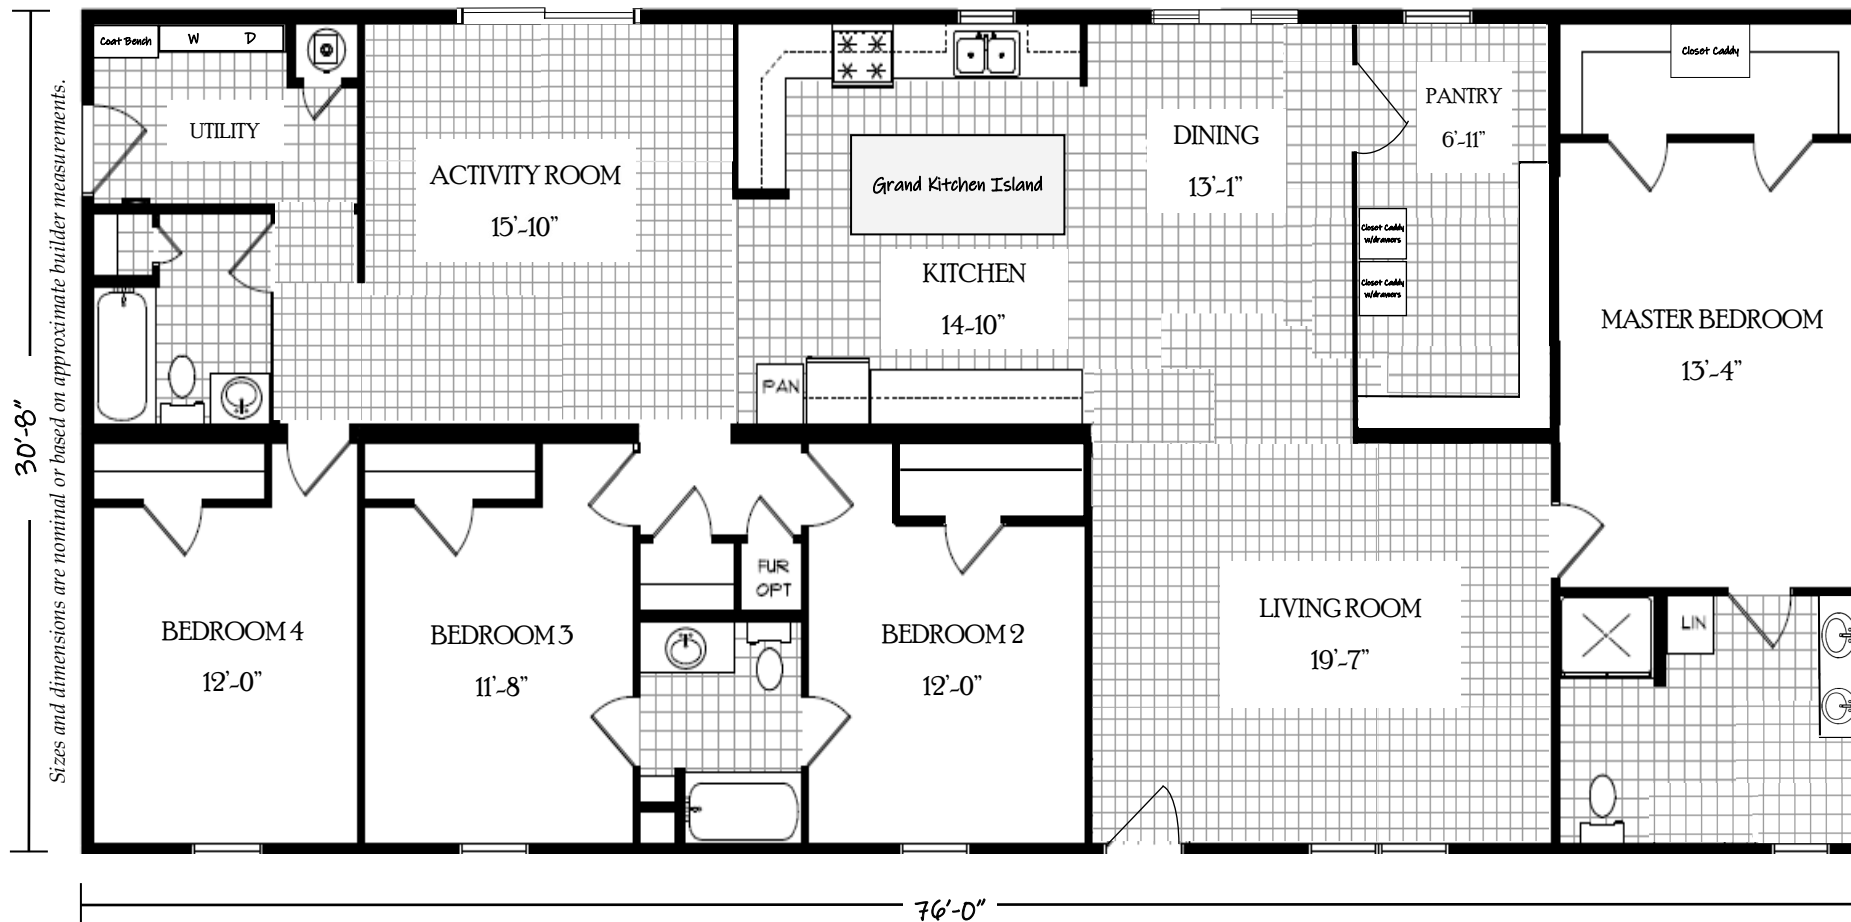 Coat Bench
W D
Closet Caddy
UTILITY
PANTRY
6'-11"
DINING
13'-1"
ACTIVITY ROOM
15'-10"
Grand Kitchen Island
Closet Caddy
w/drawers
Closet Caddy
w/drawers
KITCHEN
14-10"
MASTER BEDROOM
13'-4"
PAN
30'-8"
Sizes and dimensions are nominal or based on approximate builder measurements.
FUR
OPT
BEDROOM 4
12'-0"
BEDROOM 3
11'-8"
BEDROOM 2
12'-0"
LIVING ROOM
19'-7"
LIN
76'-0"